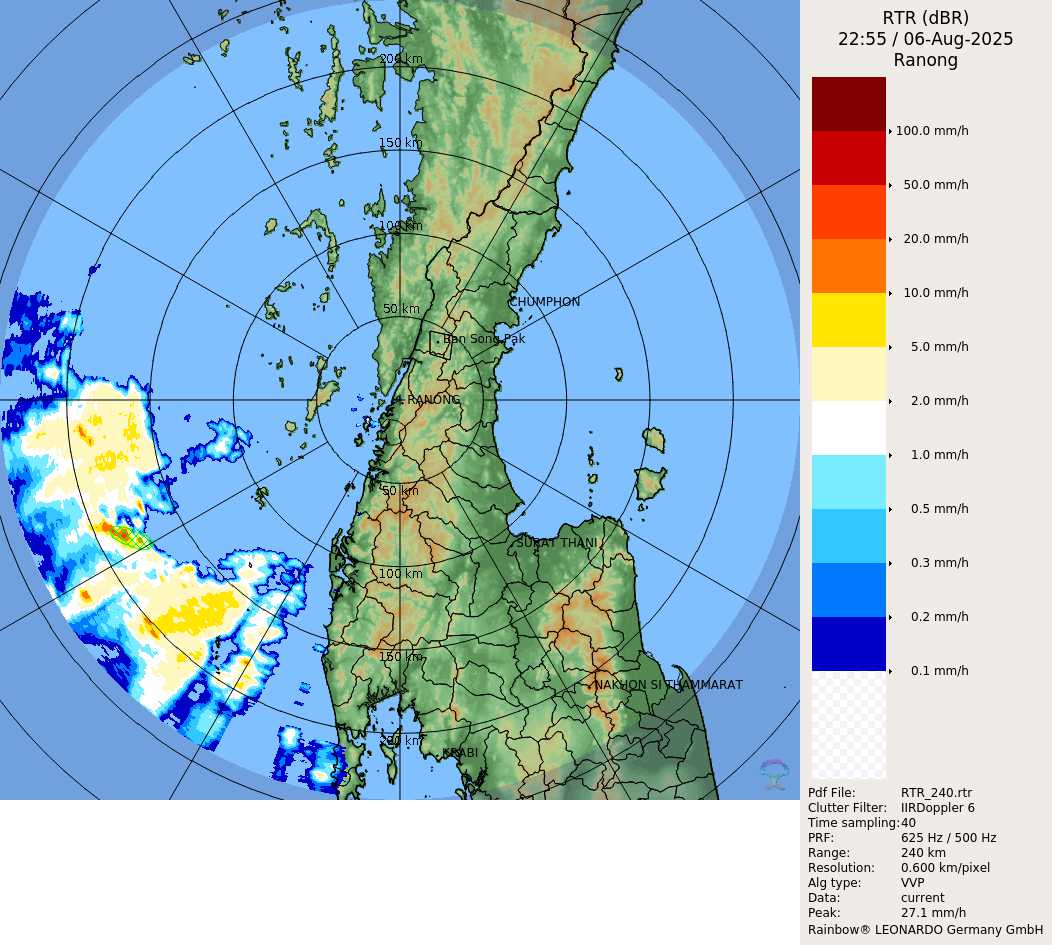 200 km
150 km
100 km
CHUMPHON
50 km
Ban Song Pak
RANONG
50 km
SURAT THANI
100 km
150 km
NAKHON SI THAMMARAT
200 km
KRABI
RTR (dBR)
22:55 / 06-Aug-2025
Ranong
100.0 mm/h
50.0 mm/h
20.0 mm/h
10.0 mm/h
5.0 mm/h
2.0 mm/h
1.0 mm/h
0.5 mm/h
0.3 mm/h
0.2 mm/h
0.1 mm/h
Pdf File: RTR_240.rtr
Clutter Filter: IIRDoppler 6
Time sampling: 40
PRF: 625 Hz / 500 Hz
Range: 240 km
Resolution: 0.600 km/pixel
Alg type: VVP
Data: current
Peak: 27.1 mm/h
Rainbow® LEONARDO Germany GmbH